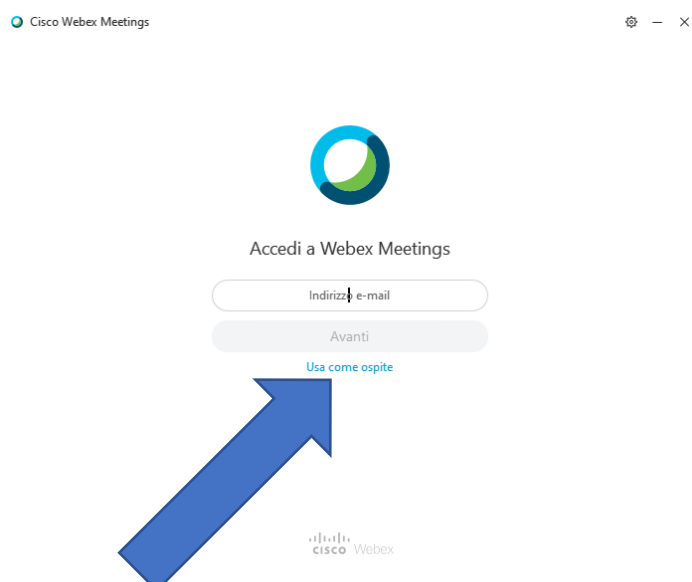 Cisco Webex Meetings
Accedi a Webex Meetings
Indirizzo e-mail
Avanti
Usa come ospite
cisco Webex